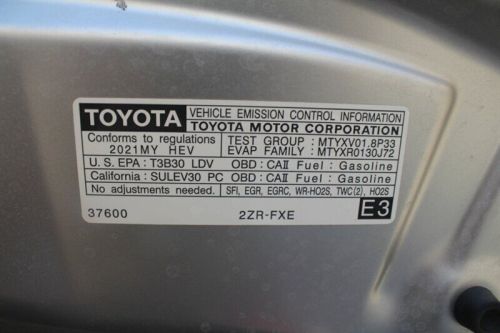 TOYOTA VEHICLE EMISSION CONTROL INFORMATION
TOYOTA MOTOR CORPORATION
Conforms to regulations TEST GROUP : MTYXV01.8P33
2021MY HEV EVAP FAMILY : MTYXR0130J72
U.S. EPA : T3B30 LDV OBD : CAII Fuel : Gasoline
California : SULEV30 PC OBD : CAII Fuel : Gasoline
No adjustments needed. SFI, EGR, EGRC, WR-HO2S, TWC(2), HO2S
37600 2ZR-FXE E3